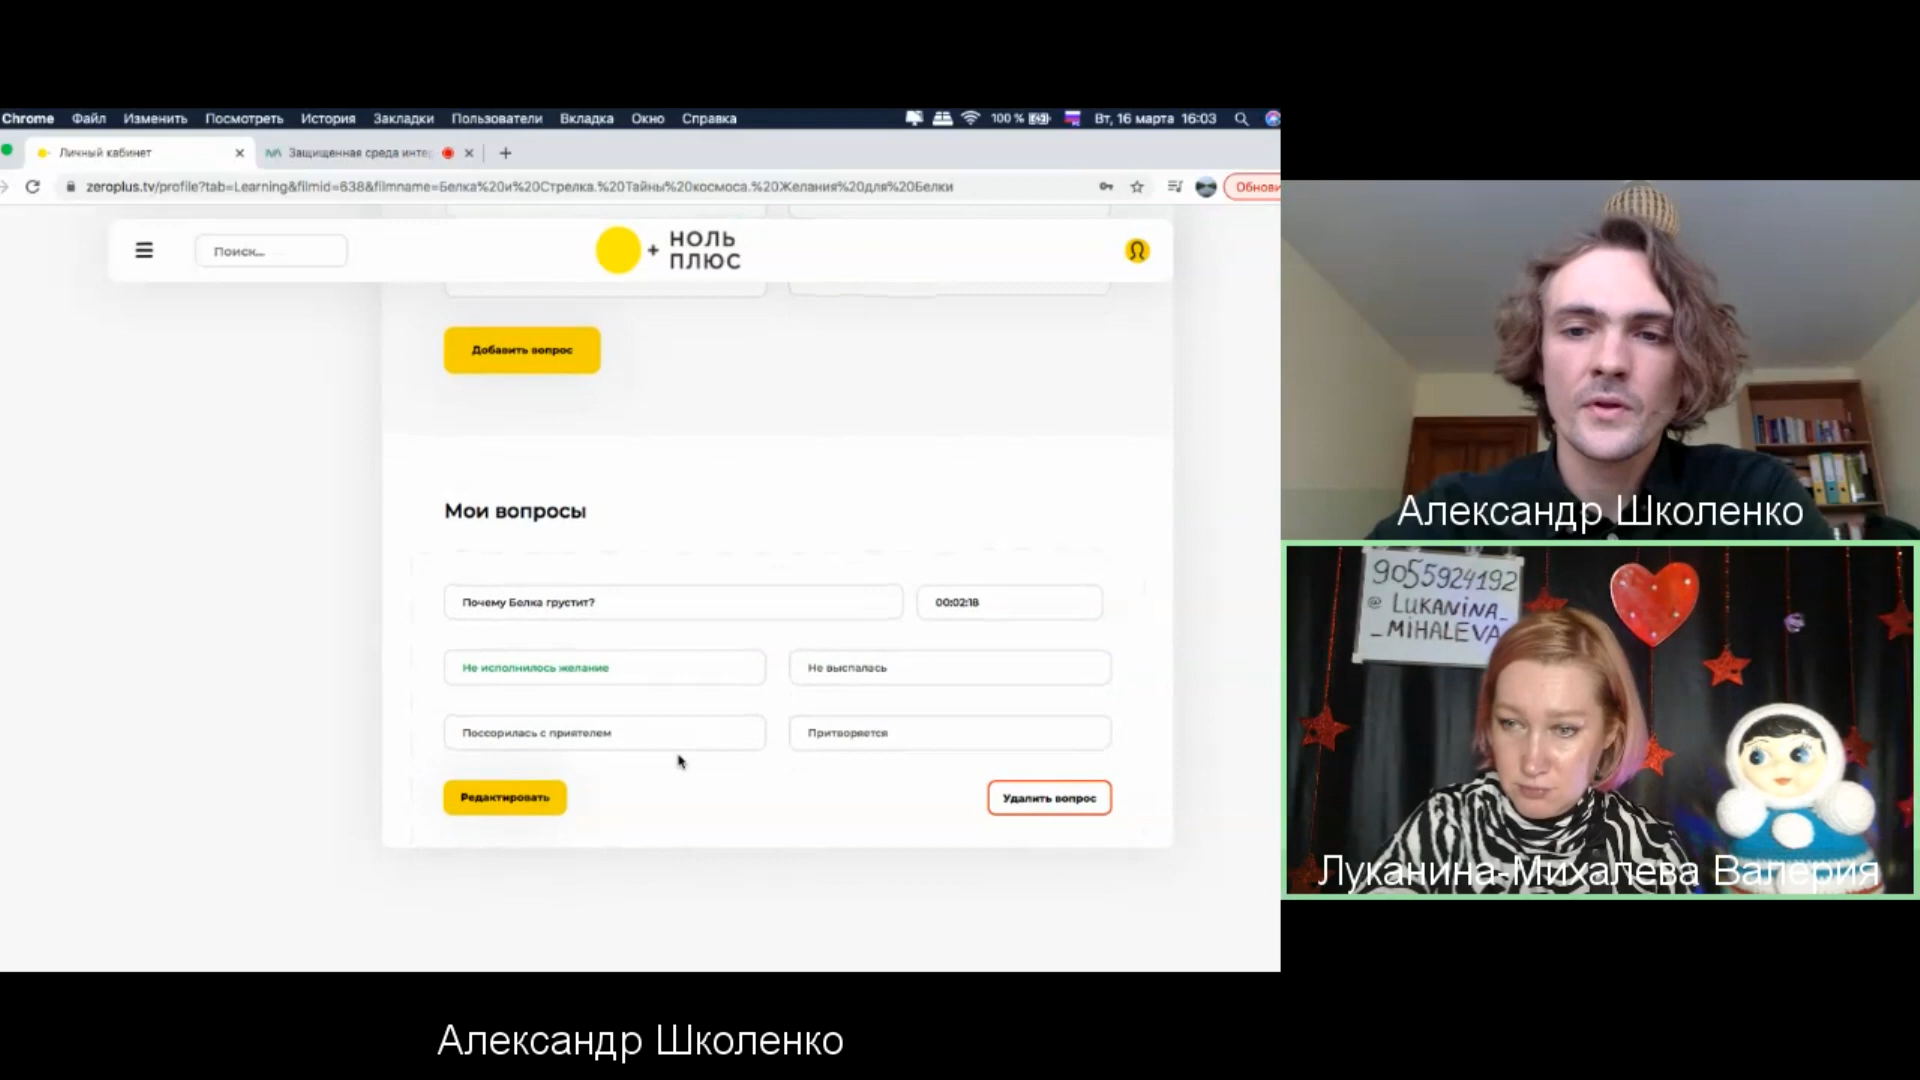 Chrome Файл Изменить Посмотреть История Закладки Пользователи Вкладка Окно Справка 100 % Вт, 16 марта 16:03
Личный кабинет
Защищенная среда инте
zeroplus.tv/profile?tab=Learning&filmid=638&filmname=Белка%20и%20Стрелка.%20Тайны%20космоса.%20Желания%20для%20Белки
Обнови
Поиск...
+ НОЛЬ
ПЛЮС
Добавить вопрос
Мои вопросы
Почему Белка грустит?
00:02:18
Не исполнилось желание
Не выспалась
Поссорилась с приятелем
Притворяется
Редактировать
Удалить вопрос
Александр Школенко
9055924192
@ LUKANINA_
_MIHALEVA
Луканина-Михалева Валерия
Александр Школенко